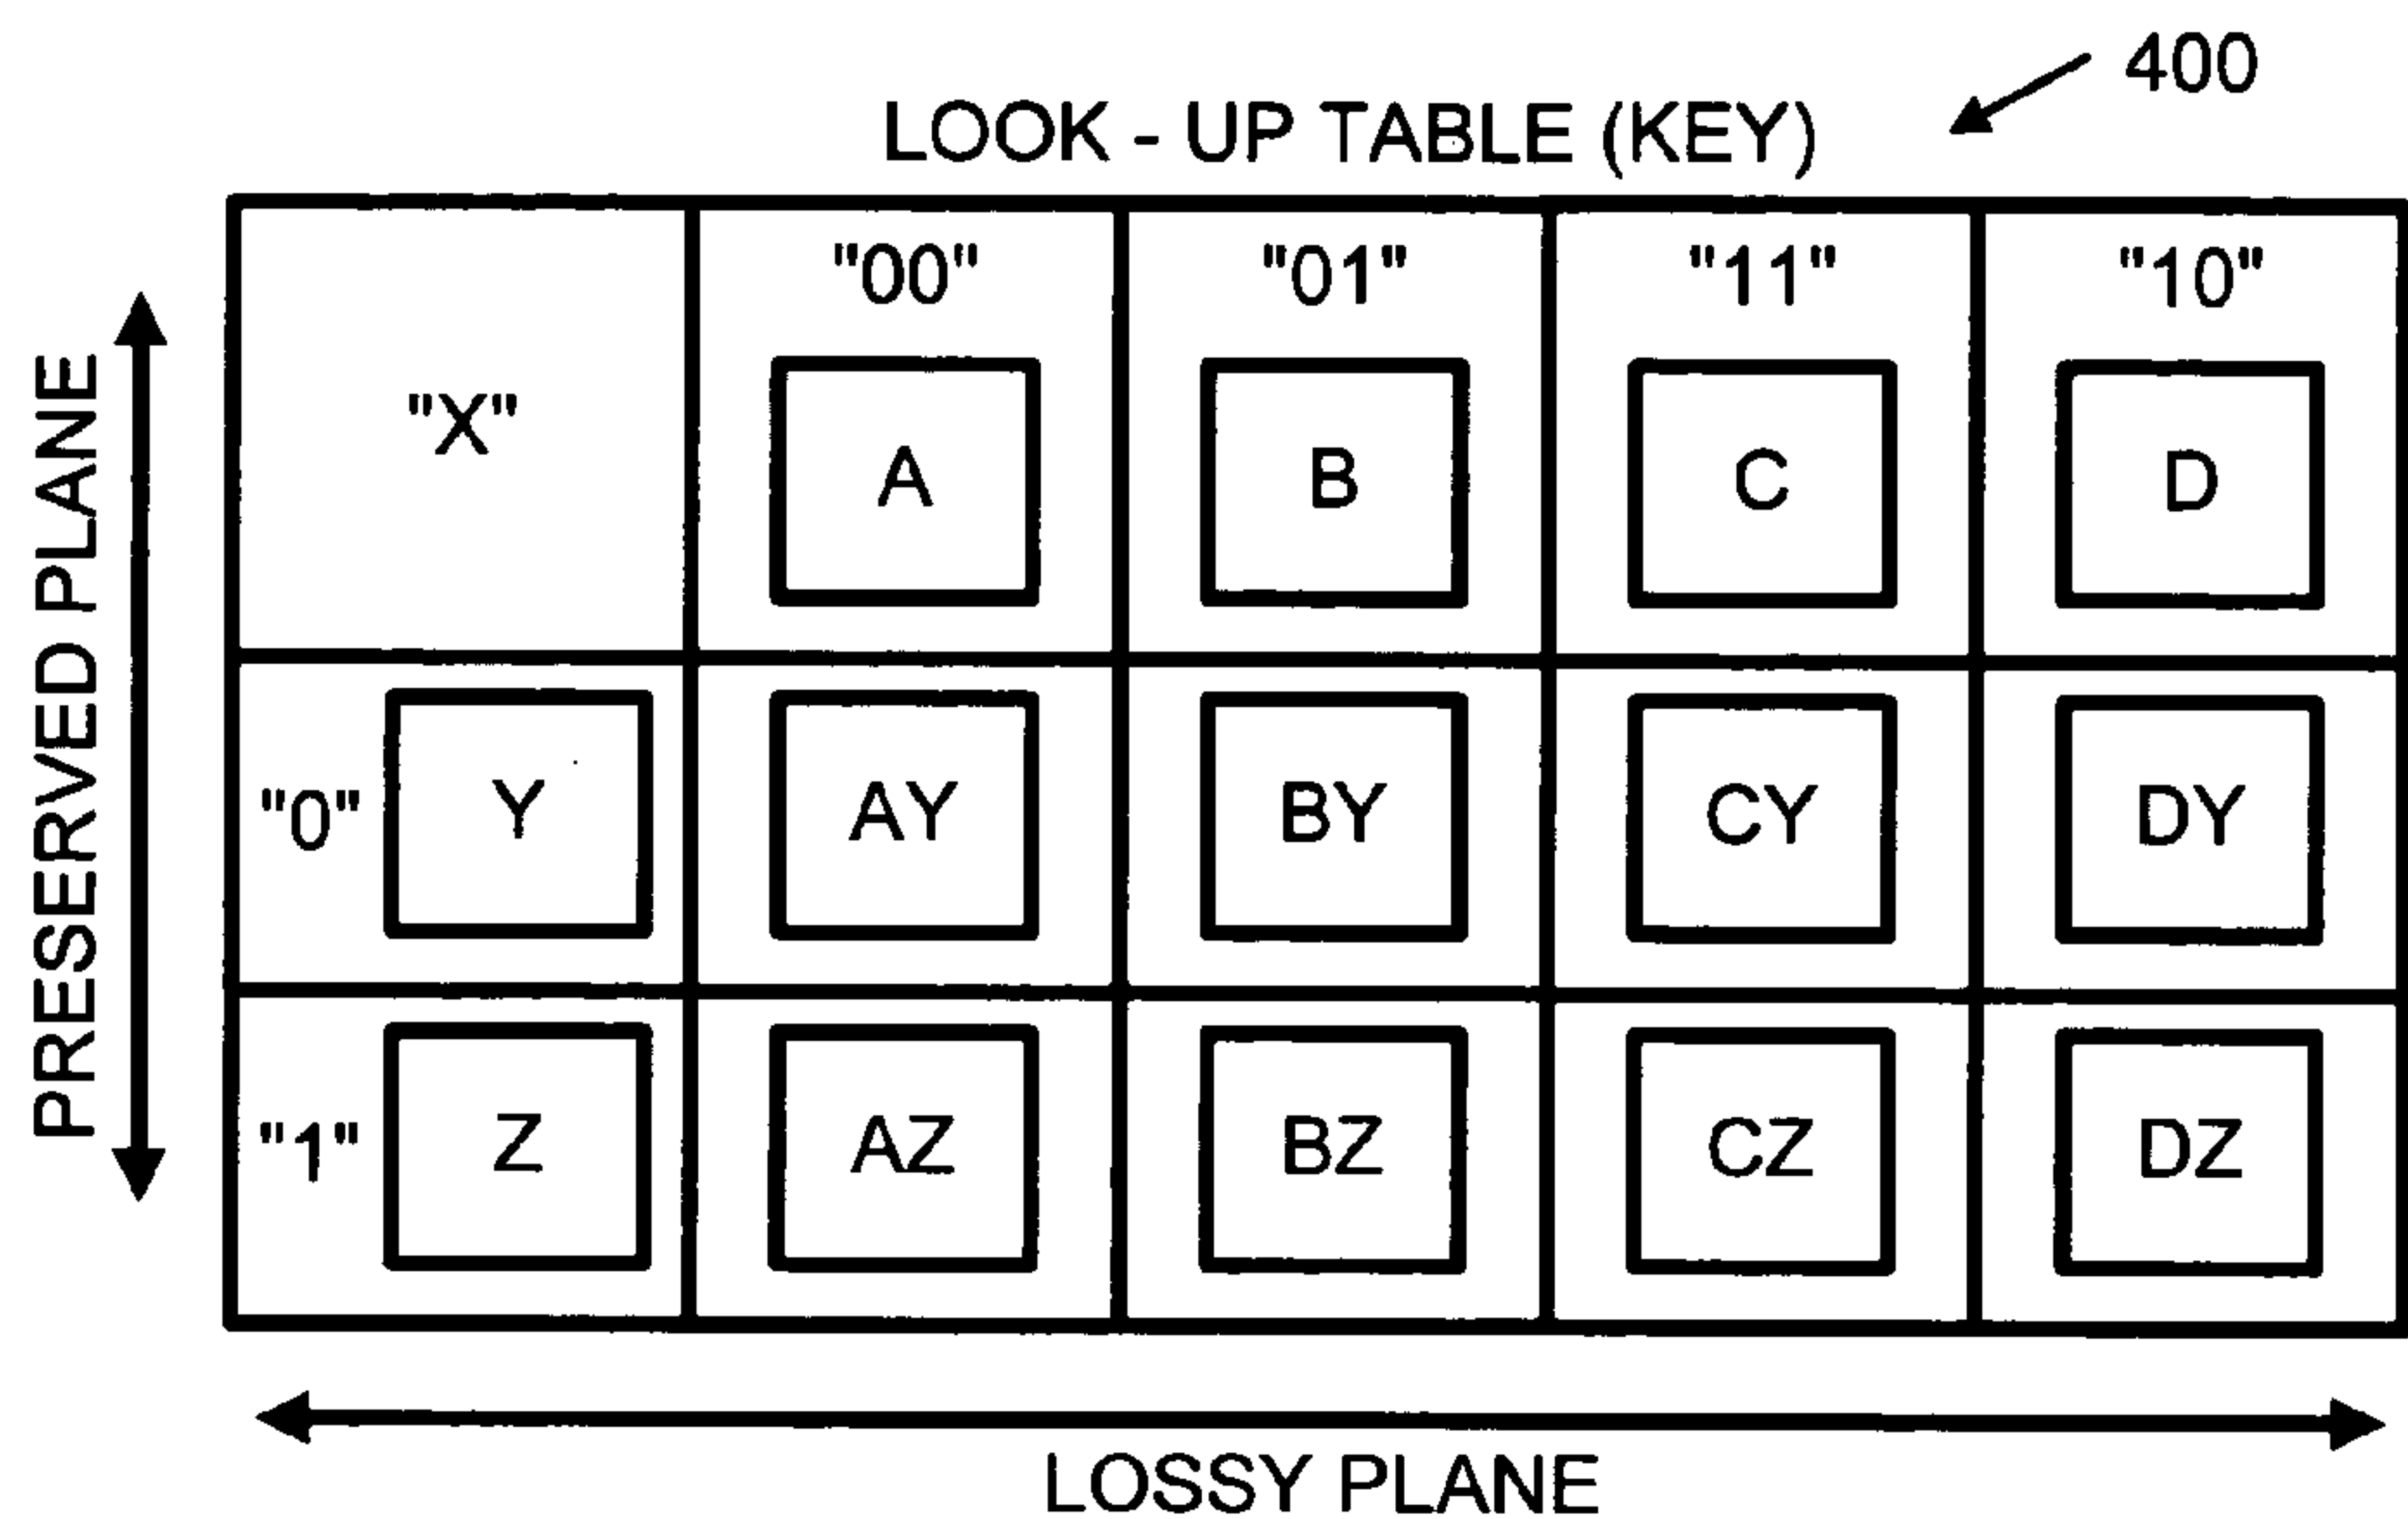 400
LOOK - UP TABLE (KEY)
"00" "01" "11" "10"
"X" A B C D
"0" Y AY BY CY DY
"1" Z AZ BZ CZ DZ
PRESERVED PLANE
LOSSY PLANE